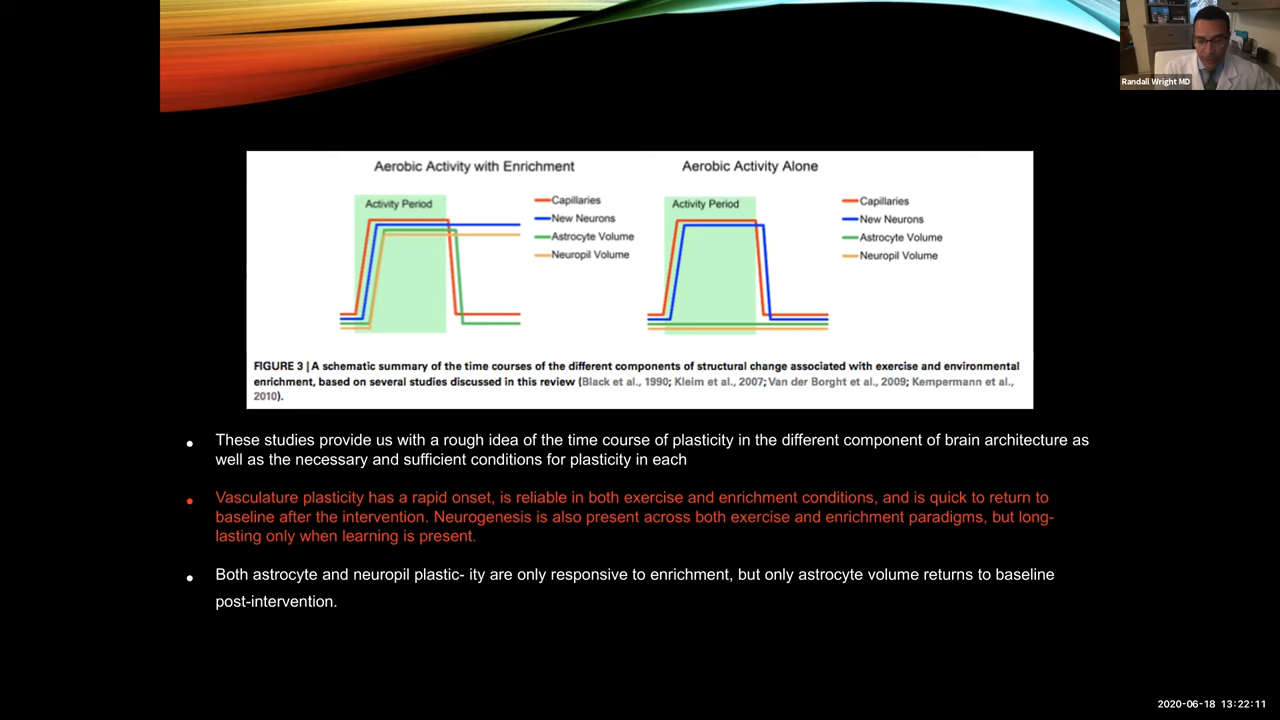 Randall Wright MD
Aerobic Activity with Enrichment
Activity Period
Capillaries
New Neurons
Astrocyte Volume
Neuropil Volume
Aerobic Activity Alone
Activity Period
Capillaries
New Neurons
Astrocyte Volume
Neuropil Volume
FIGURE 3 | A schematic summary of the time courses of the different components of structural change associated with exercise and environmental
enrichment, based on several studies discussed in this review (Black et al., 1990; Kleim et al., 2007; Van der Borght et al., 2009; Kempermann et al.,
2010).
• These studies provide us with a rough idea of the time course of plasticity in the different component of brain architecture as
well as the necessary and sufficient conditions for plasticity in each
• Vasculature plasticity has a rapid onset, is reliable in both exercise and enrichment conditions, and is quick to return to
baseline after the intervention. Neurogenesis is also present across both exercise and enrichment paradigms, but long-
lasting only when learning is present.
• Both astrocyte and neuropil plastic- ity are only responsive to enrichment, but only astrocyte volume returns to baseline
post-intervention.
2020-06-18 13:22:11